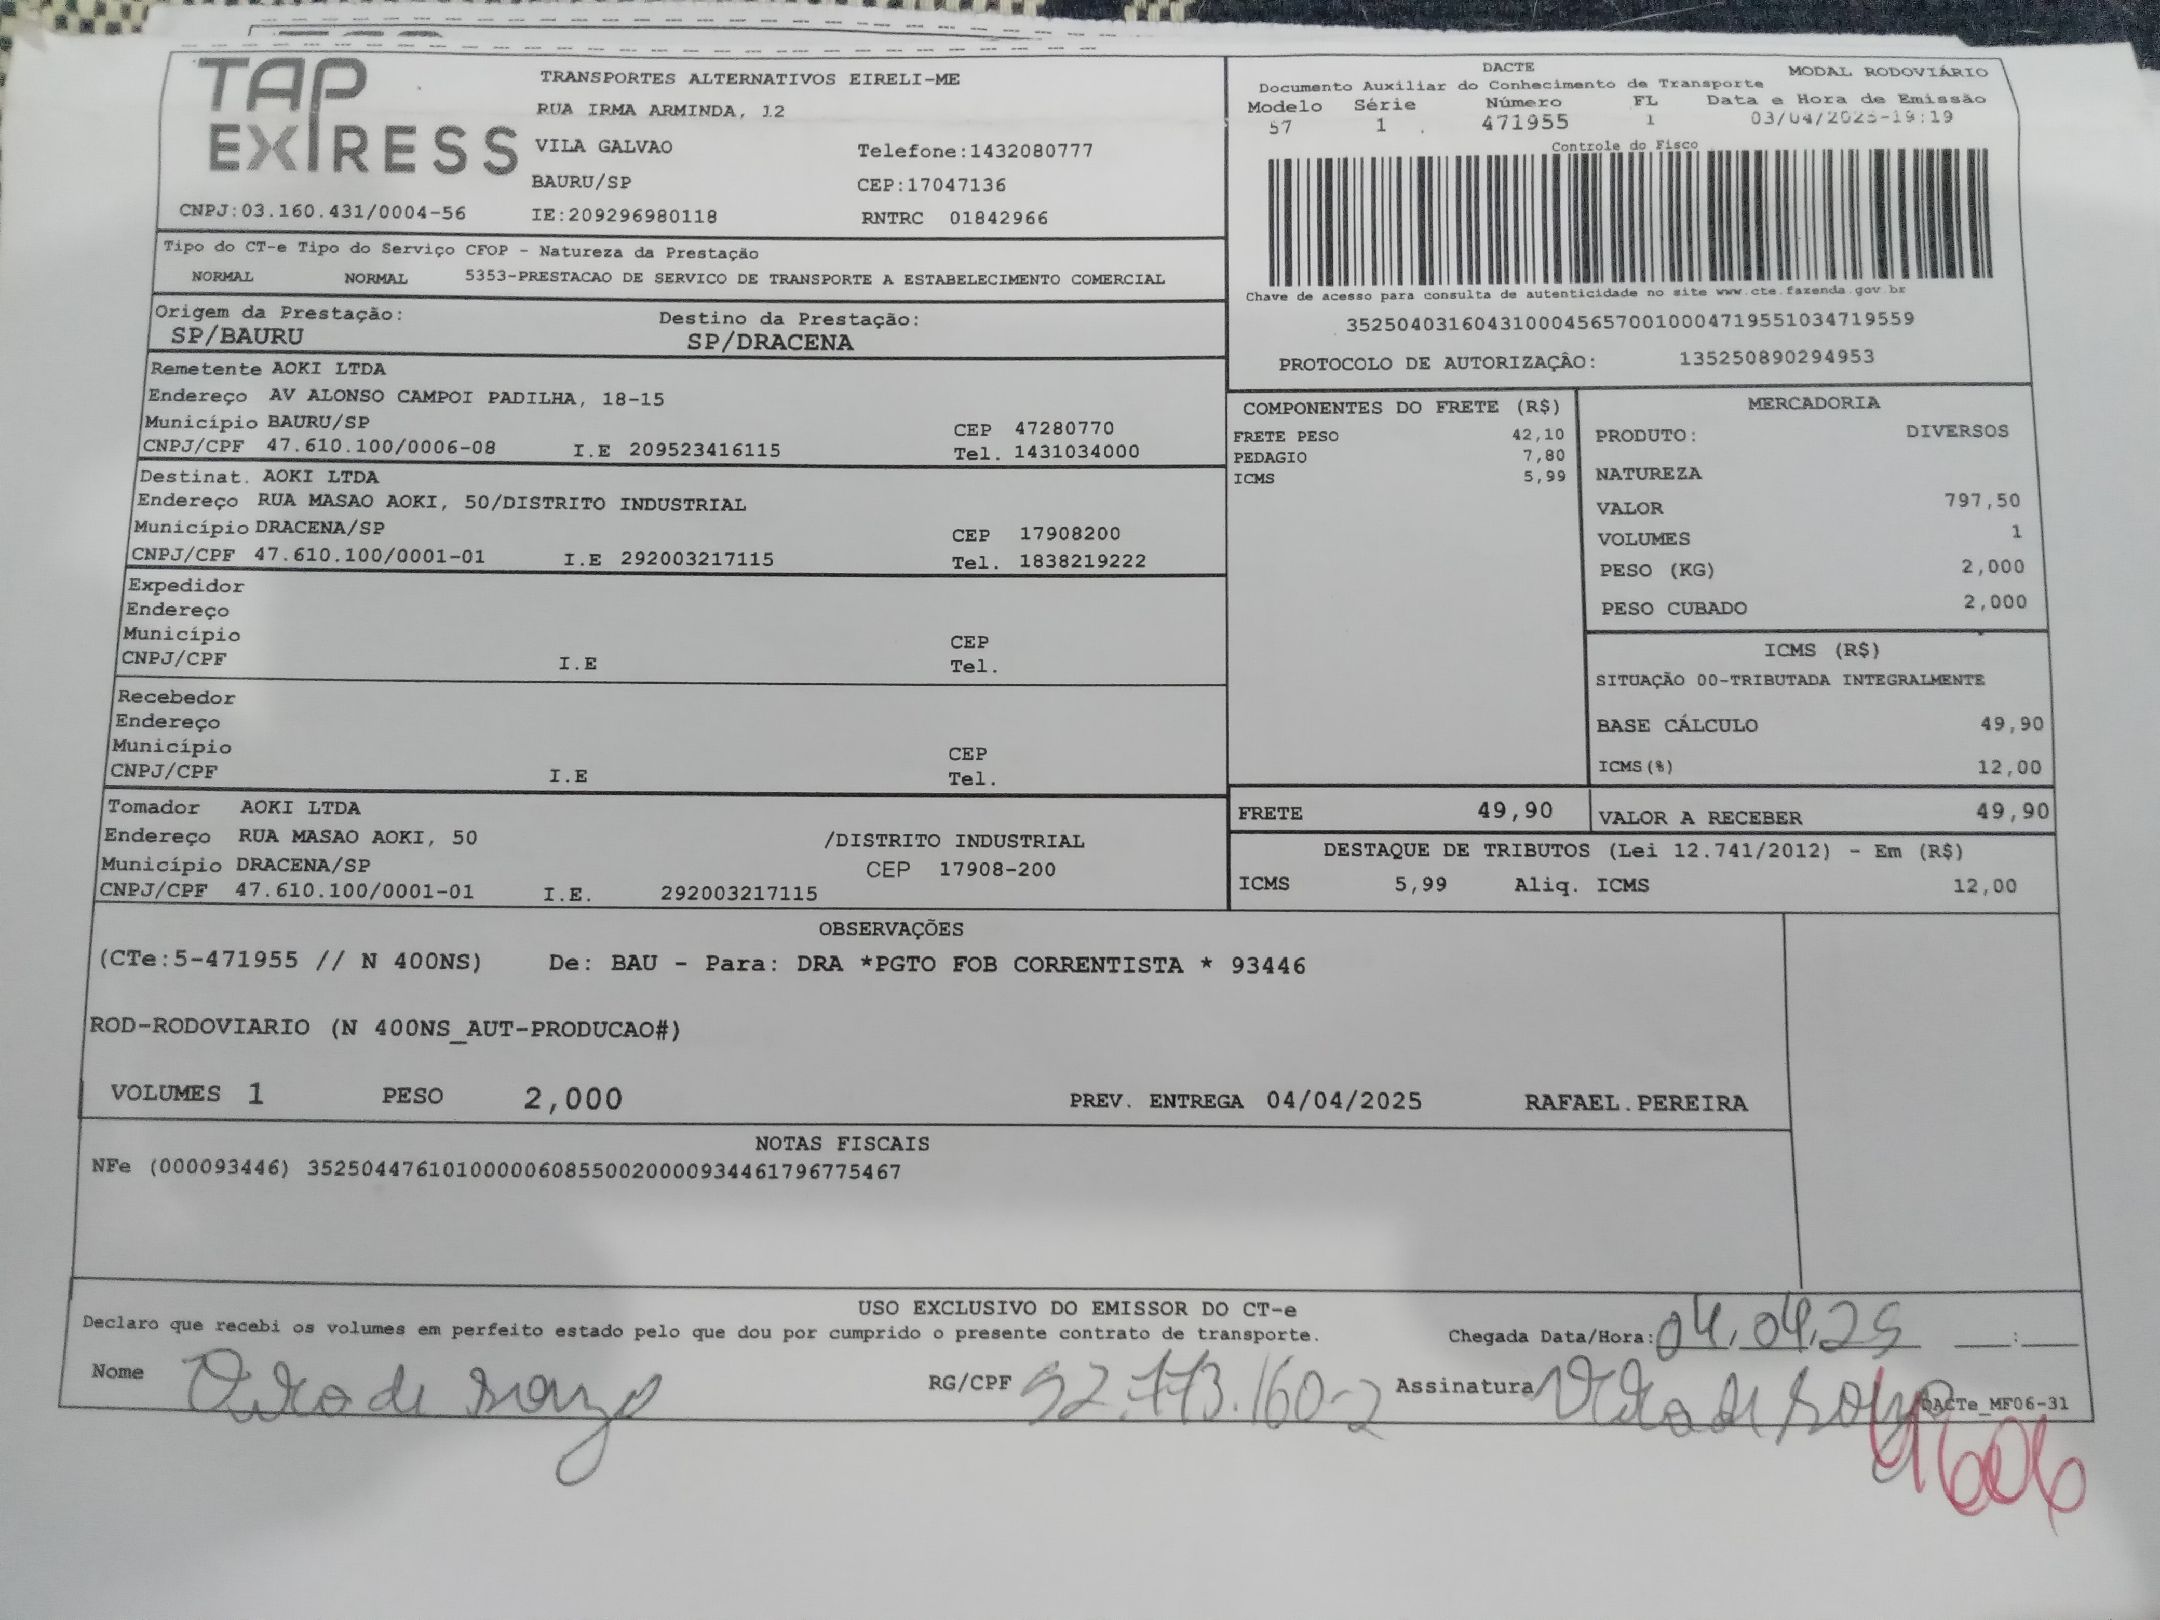 TAP
EXPRESS
TRANSPORTES ALTERNATIVOS EIRELI-ME
RUA IRMA ARMINDA, 12
VILA GALVAO Telefone:1432080777
BAURU/SP CEP:17047136
CNPJ:03.160.431/0004-56 IE:209296980118 RNTRC 01842966
DACTE MODAL RODOVIÁRIO
Documento Auxiliar do Conhecimento de Transporte
Modelo Série Número FL Data e Hora de Emissão
57 1 471955 1 03/04/2025-19:19
Controle do Fisco
Chave de acesso para consulta de autenticidade no site www.cte.fazenda.gov.br
35250403160431000456570010004719551034719559
PROTOCOLO DE AUTORIZAÇÃO: 135250890294953
Tipo do CT-e Tipo do Serviço CFOP - Natureza da Prestação
NORMAL NORMAL 5353-PRESTACAO DE SERVICO DE TRANSPORTE A ESTABELECIMENTO COMERCIAL
Origem da Prestação: Destino da Prestação:
SP/BAURU SP/DRACENA
Remetente AOKI LTDA
Endereço AV ALONSO CAMPOI PADILHA, 18-15
Município BAURU/SP CEP 47280770
CNPJ/CPF 47.610.100/0006-08 I.E 209523416115 Tel. 1431034000
Destinat. AOKI LTDA
Endereço RUA MASAO AOKI, 50/DISTRITO INDUSTRIAL
Município DRACENA/SP CEP 17908200
CNPJ/CPF 47.610.100/0001-01 I.E 292003217115 Tel. 1838219222
Expedidor
Endereço
Município CEP
CNPJ/CPF I.E Tel.
Recebedor
Endereço
Município CEP
CNPJ/CPF I.E Tel.
Tomador AOKI LTDA
Endereço RUA MASAO AOKI, 50 /DISTRITO INDUSTRIAL
Município DRACENA/SP CEP 17908-200
CNPJ/CPF 47.610.100/0001-01 I.E. 292003217115
COMPONENTES DO FRETE (R$)
FRETE PESO 42,10
PEDAGIO 7,80
ICMS 5,99
MERCADORIA
PRODUTO: DIVERSOS
NATUREZA
VALOR 797,50
VOLUMES 1
PESO (KG) 2,000
PESO CUBADO 2,000
ICMS (R$)
SITUAÇÃO 00-TRIBUTADA INTEGRALMENTE
BASE CÁLCULO 49,90
ICMS(%) 12,00
FRETE 49,90 VALOR A RECEBER 49,90
DESTAQUE DE TRIBUTOS (Lei 12.741/2012) - Em (R$)
ICMS 5,99 Aliq. ICMS 12,00
OBSERVAÇÕES
(CTe:5-471955 // N 400NS) De: BAU - Para: DRA *PGTO FOB CORRENTISTA * 93446
ROD-RODOVIARIO (N 400NS_AUT-PRODUCAO#)
VOLUMES 1 PESO 2,000 PREV. ENTREGA 04/04/2025 RAFAEL.PEREIRA
NOTAS FISCAIS
NFe (000093446) 35250447610100000608550020000934461796775467
USO EXCLUSIVO DO EMISSOR DO CT-e
Declaro que recebi os volumes em perfeito estado pelo que dou por cumprido o presente contrato de transporte.
Chegada Data/Hora: 04.04.25 __:__
Nome RG/CPF 52.773.160-2 Assinatura
DACTe_MF06-31